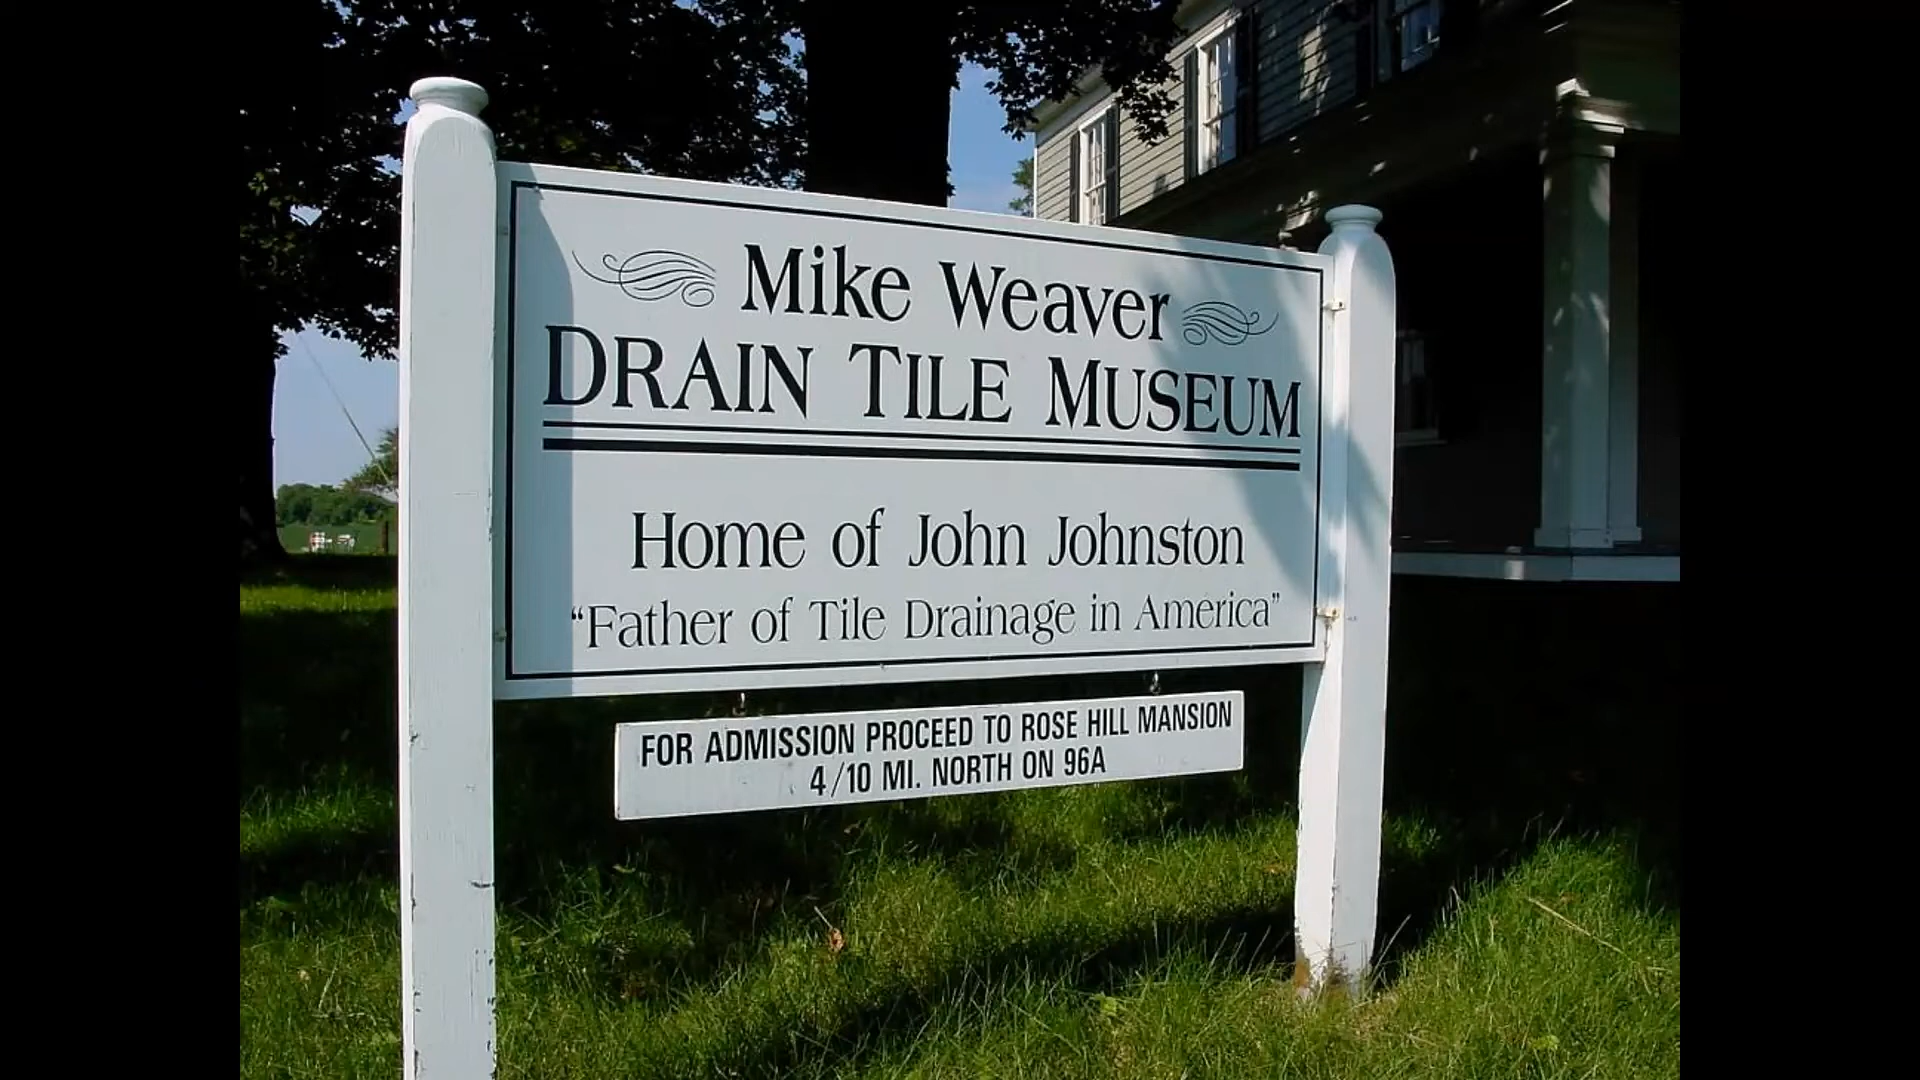 Mike Weaver
DRAIN TILE MUSEUM
Home of John Johnston
“Father of Tile Drainage in America”
FOR ADMISSION PROCEED TO ROSE HILL MANSION
4/10 MI. NORTH ON 96A